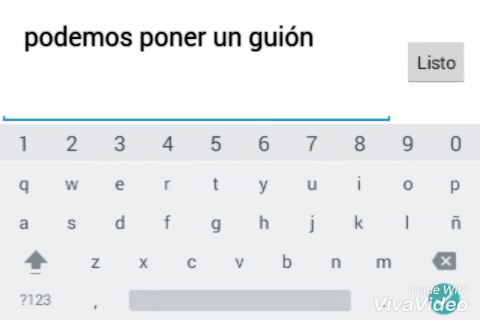 podemos poner un guión
Listo
1 2 3 4 5 6 7 8 9 0
q w e r t y u i o p
a s d f g h j k l ñ
z x c v b n m
?123 , .
Made With
VivaVideo